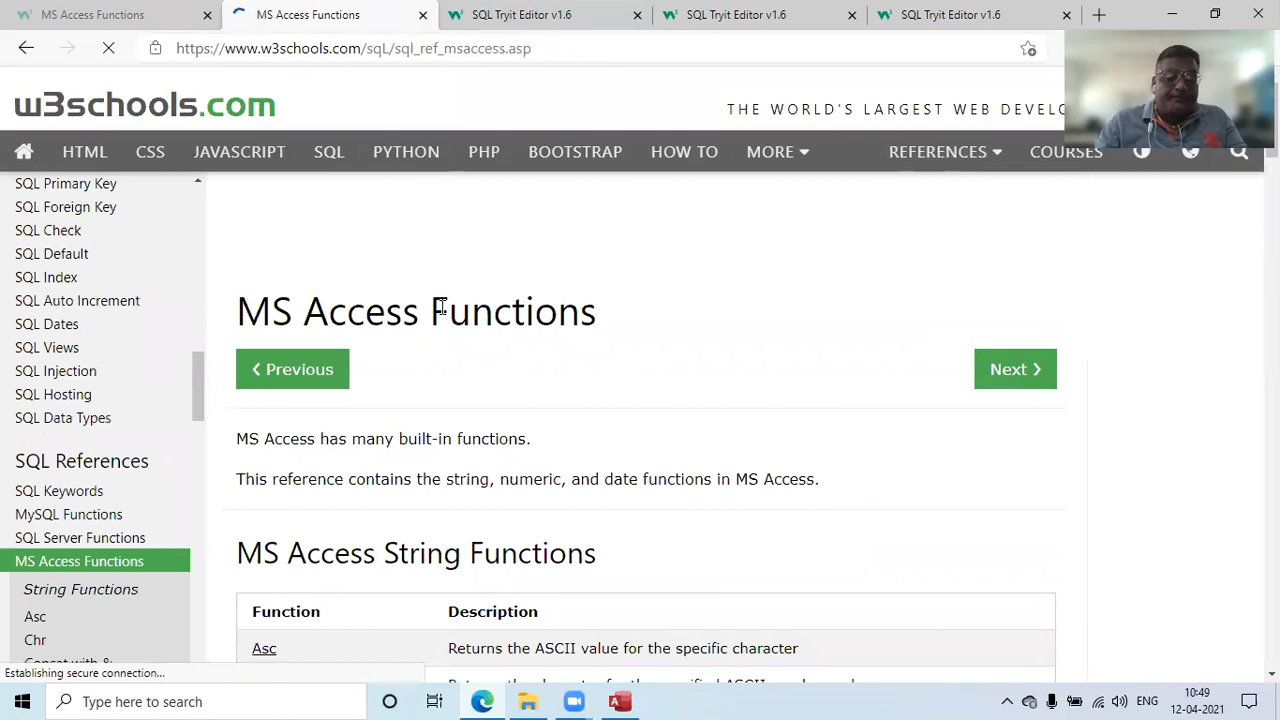 MS Access Functions
MS Access Functions
SQL Tryit Editor v1.6
SQL Tryit Editor v1.6
SQL Tryit Editor v1.6
https://www.w3schools.com/sqL/sql_ref_msaccess.asp
w3schools.com
THE WORLD'S LARGEST WEB DEVELO
HTML
CSS
JAVASCRIPT
SQL
PYTHON
PHP
BOOTSTRAP
HOW TO
MORE
REFERENCES
COURSES
SQL Primary Key
SQL Foreign Key
SQL Check
SQL Default
SQL Index
SQL Auto Increment
SQL Dates
SQL Views
SQL Injection
SQL Hosting
SQL Data Types
SQL References
SQL Keywords
MySQL Functions
SQL Server Functions
MS Access Functions
String Functions
Asc
Chr
Concat with &
MS Access Functions
❮ Previous
Next ❯
MS Access has many built-in functions.
This reference contains the string, numeric, and date functions in MS Access.
MS Access String Functions
Function
Description
Asc
Returns the ASCII value for the specific character
Establishing secure connection...
Type here to search
ENG
10:49
12-04-2021